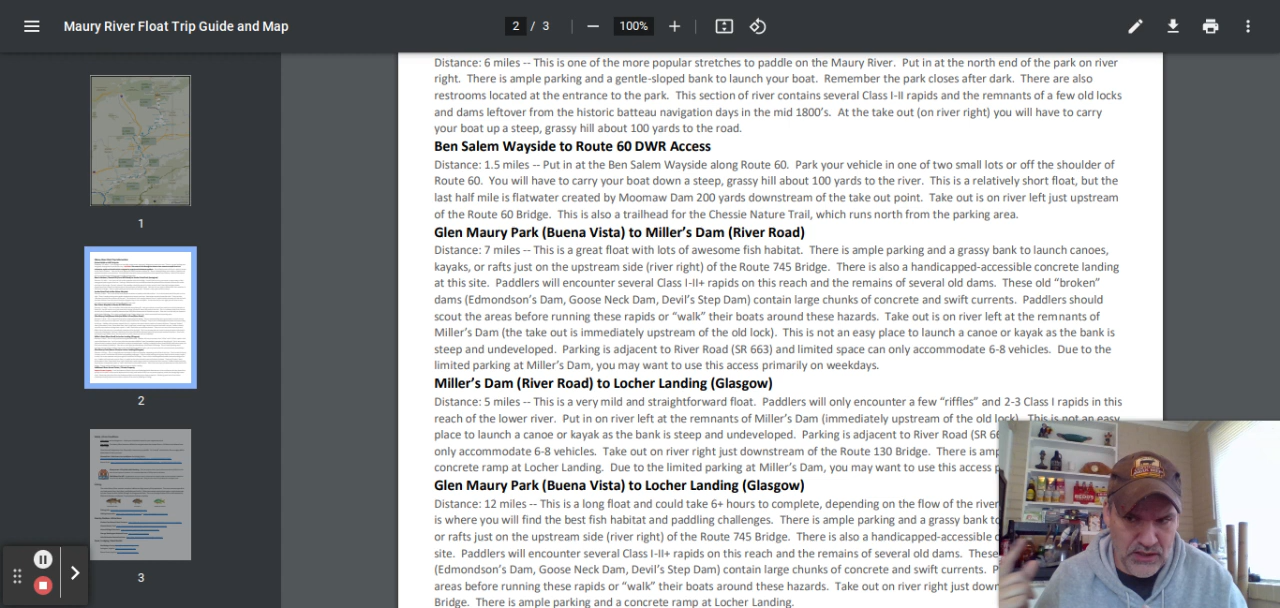 Maury River Float Trip Guide and Map
2 / 3
100%
Distance: 6 miles -- This is one of the more popular stretches to paddle on the Maury River. Put in at the north end of the park on river
right. There is ample parking and a gentle-sloped bank to launch your boat. Remember the park closes after dark. There are also
restrooms located at the entrance to the park. This section of river contains several Class I-II rapids and the remnants of a few old locks
and dams leftover from the historic batteau navigation days in the mid 1800's. At the take out (on river right) you will have to carry
your boat up a steep, grassy hill about 100 yards to the road.
Ben Salem Wayside to Route 60 DWR Access
Distance: 1.5 miles -- Put in at the Ben Salem Wayside along Route 60. Park your vehicle in one of two small lots or off the shoulder of
Route 60. You will have to carry your boat down a steep, grassy hill about 100 yards to the river. This is a relatively short float, but the
last half mile is flatwater created by Moomaw Dam 200 yards downstream of the take out point. Take out is on river left just upstream
of the Route 60 Bridge. This is also a trailhead for the Chessie Nature Trail, which runs north from the parking area.
Glen Maury Park (Buena Vista) to Miller's Dam (River Road)
Distance: 7 miles -- This is a great float with lots of awesome fish habitat. There is ample parking and a grassy bank to launch canoes,
kayaks, or rafts just on the upstream side (river right) of the Route 745 Bridge. There is also a handicapped-accessible concrete landing
at this site. Paddlers will encounter several Class I-II+ rapids on this reach and the remains of several old dams. These old “broken”
dams (Edmondson's Dam, Goose Neck Dam, Devil's Step Dam) contain large chunks of concrete and swift currents. Paddlers should
scout the areas before running these rapids or “walk” their boats around these hazards. Take out is on river left at the remnants of
Miller's Dam (the take out is immediately upstream of the old lock). This is not an easy place to launch a canoe or kayak as the bank is
steep and undeveloped. Parking is adjacent to River Road (SR 663) and limited space can only accommodate 6-8 vehicles. Due to the
limited parking at Miller's Dam, you may want to use this access primarily on weekdays.
Miller's Dam (River Road) to Locher Landing (Glasgow)
Distance: 5 miles -- This is a very mild and straightforward float. Paddlers will only encounter a few “riffles” and 2-3 Class I rapids in this
reach of the lower river. Put in on river left at the remnants of Miller's Dam (immediately upstream of the old lock). This is not an easy
place to launch a canoe or kayak as the bank is steep and undeveloped. Parking is adjacent to River Road (SR 66
only accommodate 6-8 vehicles. Take out on river right just downstream of the Route 130 Bridge. There is amp
concrete ramp at Locher Landing. Due to the limited parking at Miller's Dam, you may want to use this access p
Glen Maury Park (Buena Vista) to Locher Landing (Glasgow)
Distance: 12 miles -- This is a long float and could take 6+ hours to complete, depending on the flow of the river
is where you will find the best fish habitat and paddling challenges. There is ample parking and a grassy bank to
or rafts just on the upstream side (river right) of the Route 745 Bridge. There is also a handicapped-accessible c
site. Paddlers will encounter several Class I-II+ rapids on this reach and the remains of several old dams. These
(Edmondson's Dam, Goose Neck Dam, Devil's Step Dam) contain large chunks of concrete and swift currents. P
areas before running these rapids or “walk” their boats around these hazards. Take out on river right just down
Bridge. There is ample parking and a concrete ramp at Locher Landing.
1
2
3